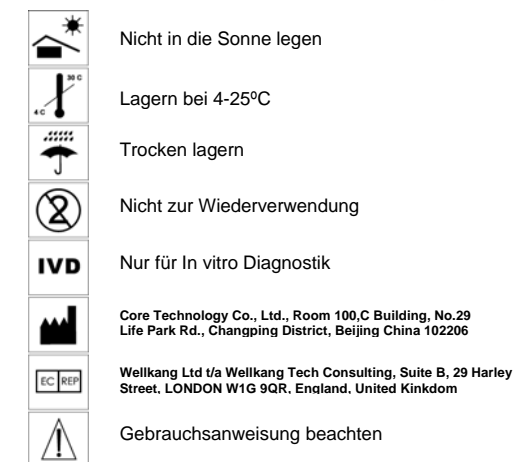 Nicht in die Sonne legen
30 C
4 C
Lagern bei 4-25ºC
Trocken lagern
2
Nicht zur Wiederverwendung
IVD
Nur für In vitro Diagnostik
Core Technology Co., Ltd., Room 100,C Building, No.29
Life Park Rd., Changping District, Beijing China 102206
EC REP
Wellkang Ltd t/a Wellkang Tech Consulting, Suite B, 29 Harley
Street, LONDON W1G 9QR, England, United Kinkdom
Gebrauchsanweisung beachten